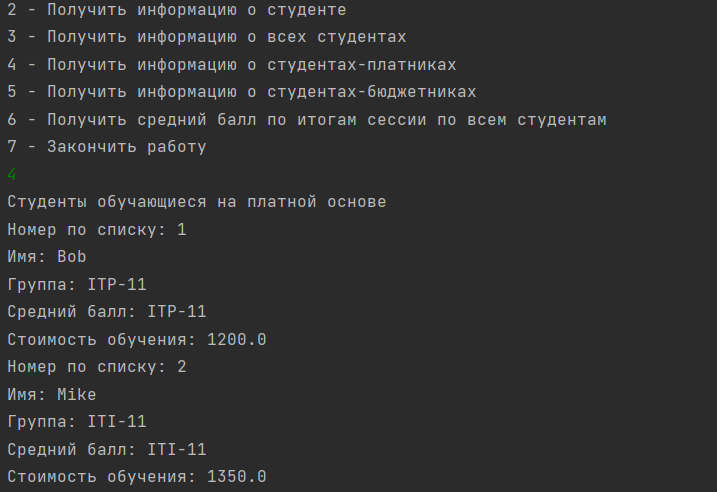 2 - Получить информацию о студенте
3 - Получить информацию о всех студентах
4 - Получить информацию о студентах-платниках
5 - Получить информацию о студентах-бюджетниках
6 - Получить средний балл по итогам сессии по всем студентам
7 - Закончить работу
4
Студенты обучающиеся на платной основе
Номер по списку: 1
Имя: Bob
Группа: ITP-11
Средний балл: ITP-11
Стоимость обучения: 1200.0
Номер по списку: 2
Имя: Mike
Группа: ITI-11
Средний балл: ITI-11
Стоимость обучения: 1350.0